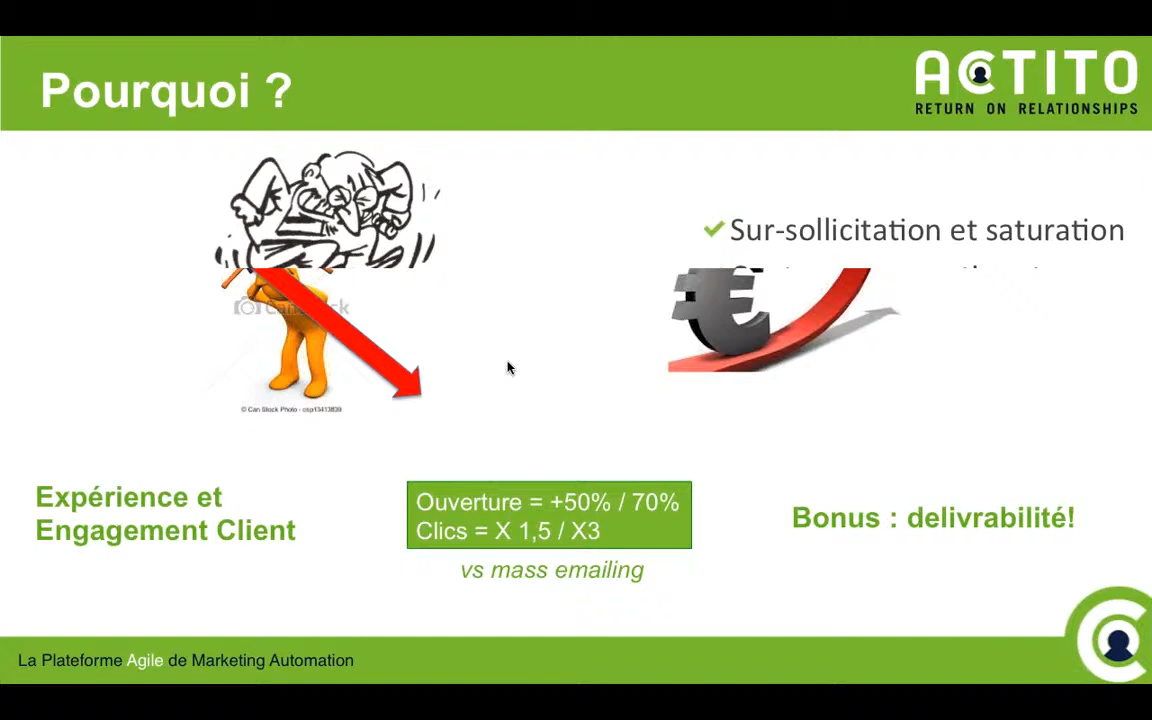 Pourquoi ?
ACTITO
RETURN ON RELATIONSHIPS
Sur-sollicitation et saturation
© Can Stock Photo - csp13413839
Expérience et
Engagement Client
Ouverture = +50% / 70%
Clics = X 1,5 / X3
vs mass emailing
Bonus : delivrabilité!
La Plateforme Agile de Marketing Automation